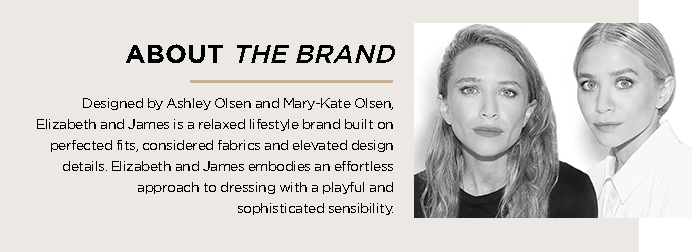 ABOUT THE BRAND
Designed by Ashley Olsen and Mary-Kate Olsen,
Elizabeth and James is a relaxed lifestyle brand built on
perfected fits, considered fabrics and elevated design
details. Elizabeth and James embodies an effortless
approach to dressing with a playful and
sophisticated sensibility.